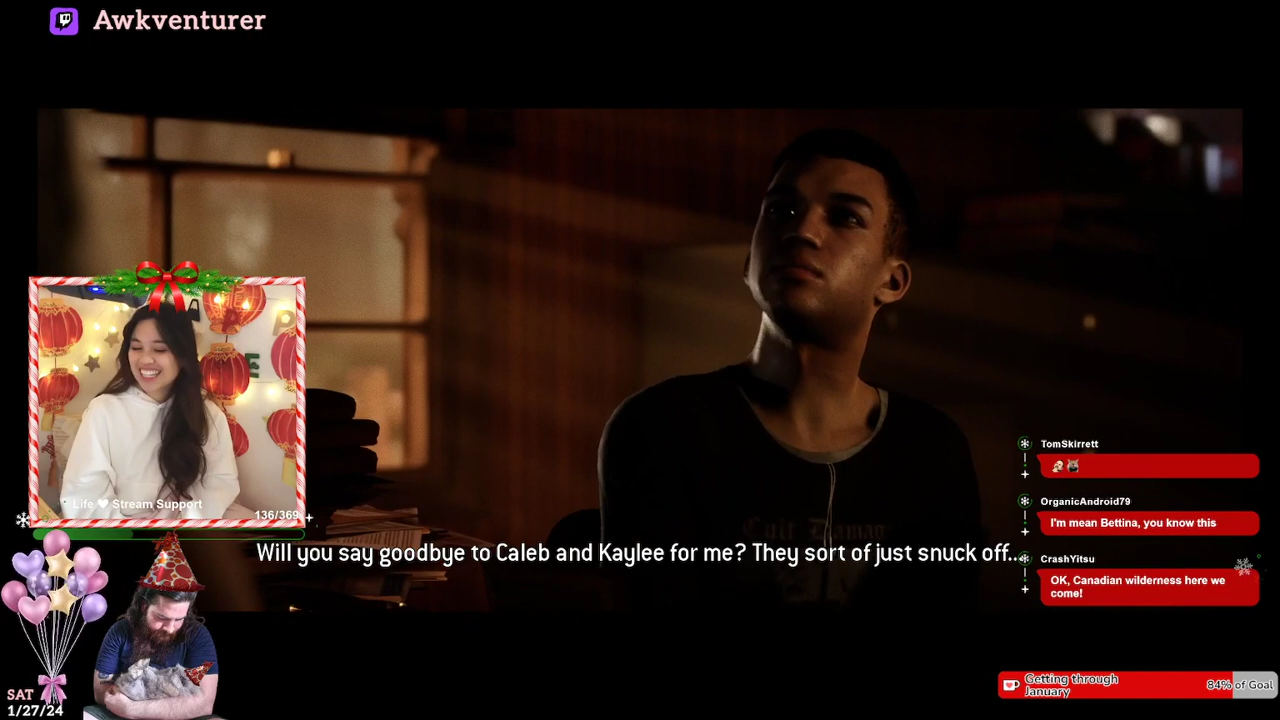 Awkventurer
Life ♥ Stream Support
136/369
Will you say goodbye to Caleb and Kaylee for me? They sort of just snuck off...
TomSkirrett
OrganicAndroid79
I'm mean Bettina, you know this
CrashYitsu
OK, Canadian wilderness here we
come!
SAT
1/27/24
Getting through
January
84% of Goal